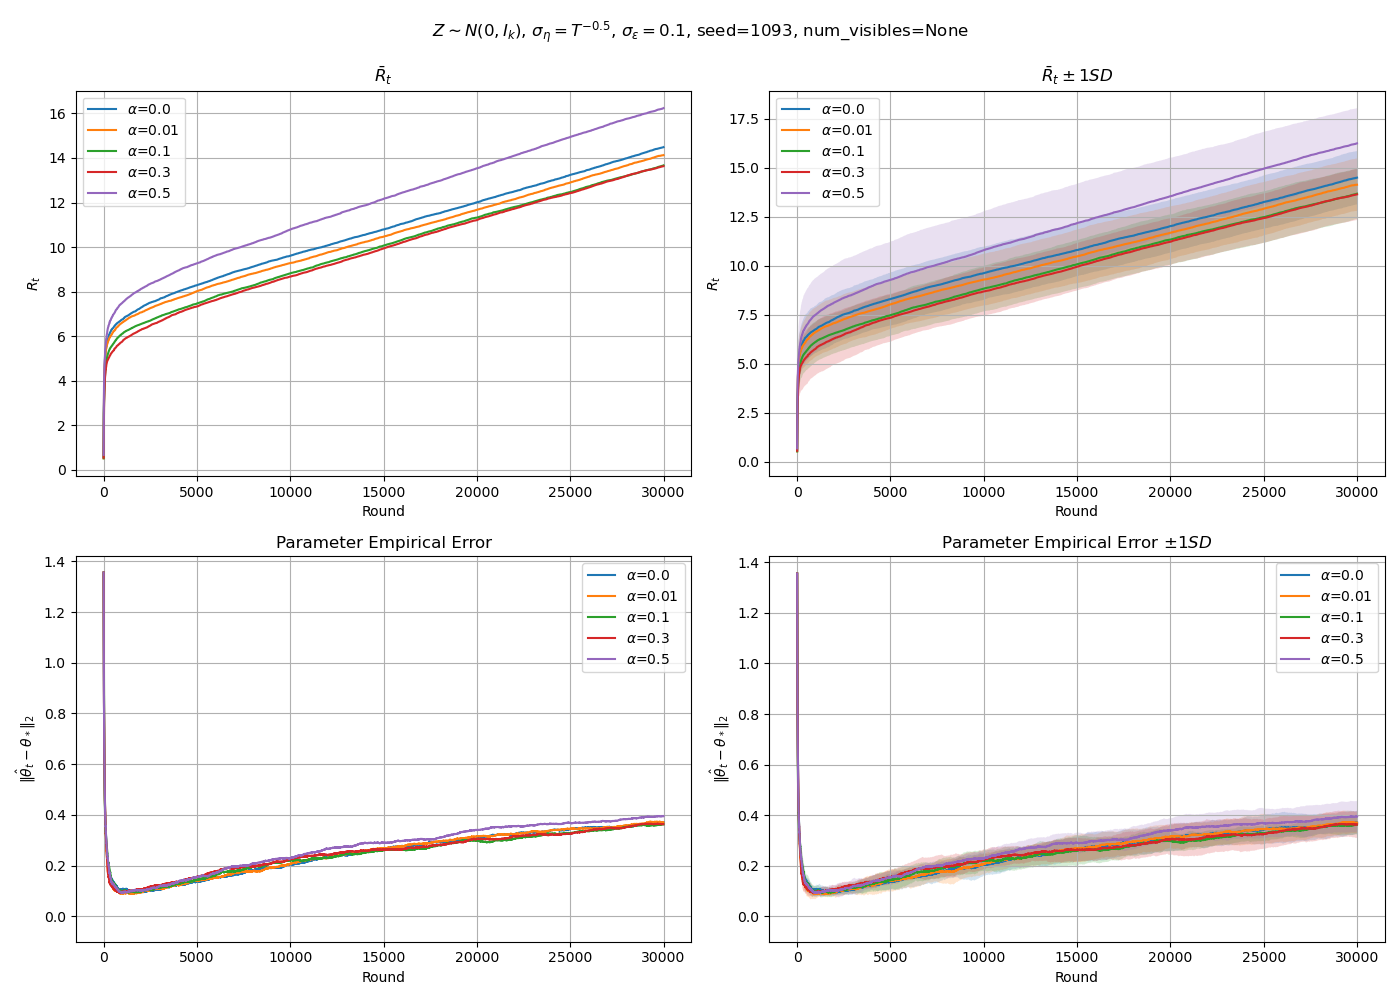 Z ∼ N(0, I_k), σ_η = T^{−0.5}, σ_ε = 0.1, seed=1093, num_visibles=None
R̄_t
R_t
16
14
12
10
8
6
4
2
0
α=0.0
α=0.01
α=0.1
α=0.3
α=0.5
0 5000 10000 15000 20000 25000 30000
Round
R̄_t ± 1SD
R_t
17.5
15.0
12.5
10.0
7.5
5.0
2.5
0.0
α=0.0
α=0.01
α=0.1
α=0.3
α=0.5
0 5000 10000 15000 20000 25000 30000
Round
Parameter Empirical Error
‖θ̂_t − θ_*‖_2
1.4
1.2
1.0
0.8
0.6
0.4
0.2
0.0
α=0.0
α=0.01
α=0.1
α=0.3
α=0.5
0 5000 10000 15000 20000 25000 30000
Round
Parameter Empirical Error ±1SD
‖θ̂_t − θ_*‖_2
1.4
1.2
1.0
0.8
0.6
0.4
0.2
0.0
α=0.0
α=0.01
α=0.1
α=0.3
α=0.5
0 5000 10000 15000 20000 25000 30000
Round